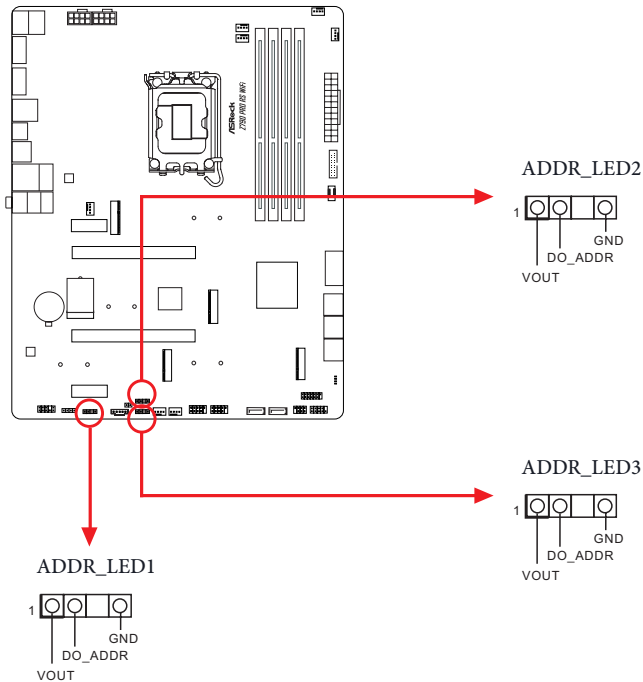 ASRock
Z790 PRO RS WiFi
ADDR_LED2
1
GND
DO_ADDR
VOUT
ADDR_LED3
1
GND
DO_ADDR
VOUT
ADDR_LED1
1
GND
DO_ADDR
VOUT